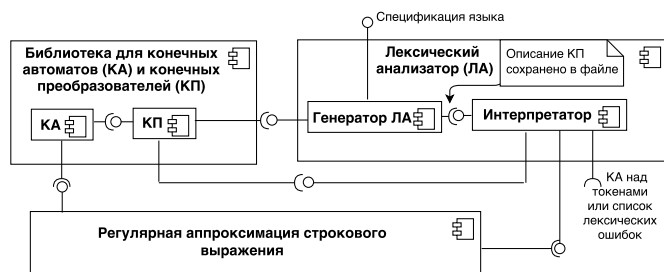 Спецификация языка
Библиотека для конечных
автоматов (КА) и конечных
преобразователей (КП)
Лексический
анализатор (ЛА)
Описание КП
сохранено в файле
КА
КП
Генератор ЛА
Интерпретатор
КА над
токенами
или список
лексических
ошибок
Регулярная аппроксимация строкового
выражения